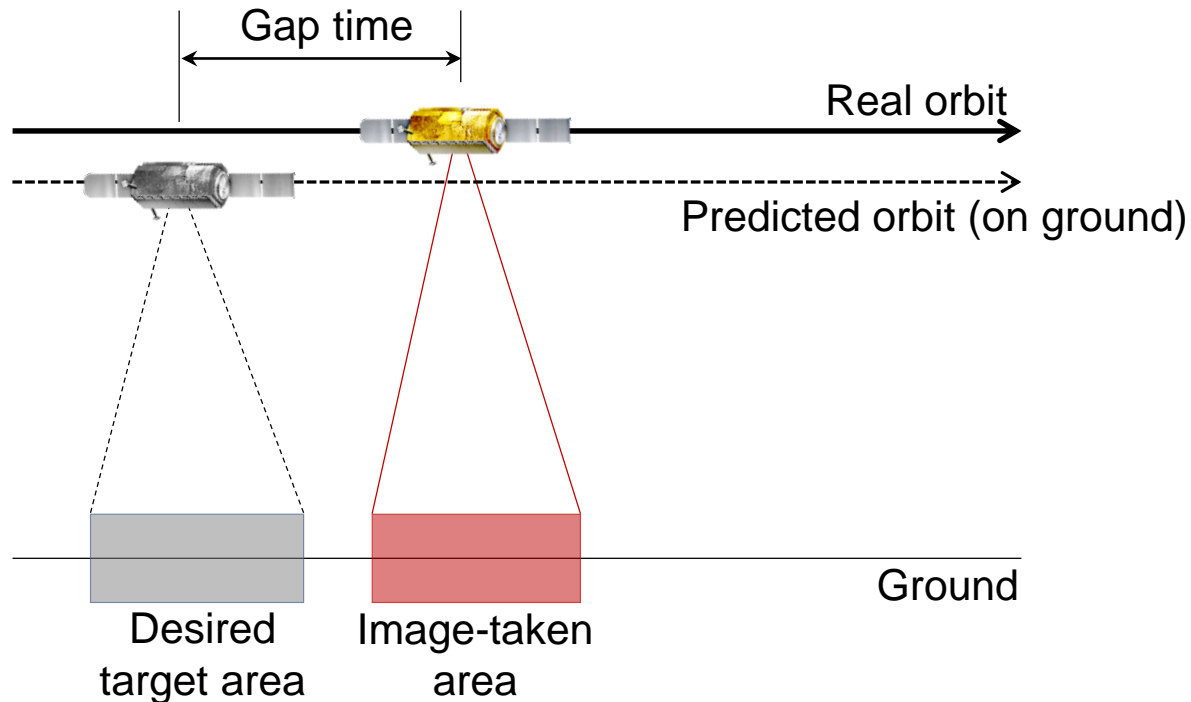 Gap time
Real orbit
Predicted orbit (on ground)
Ground
Desired
target area
Image-taken
area